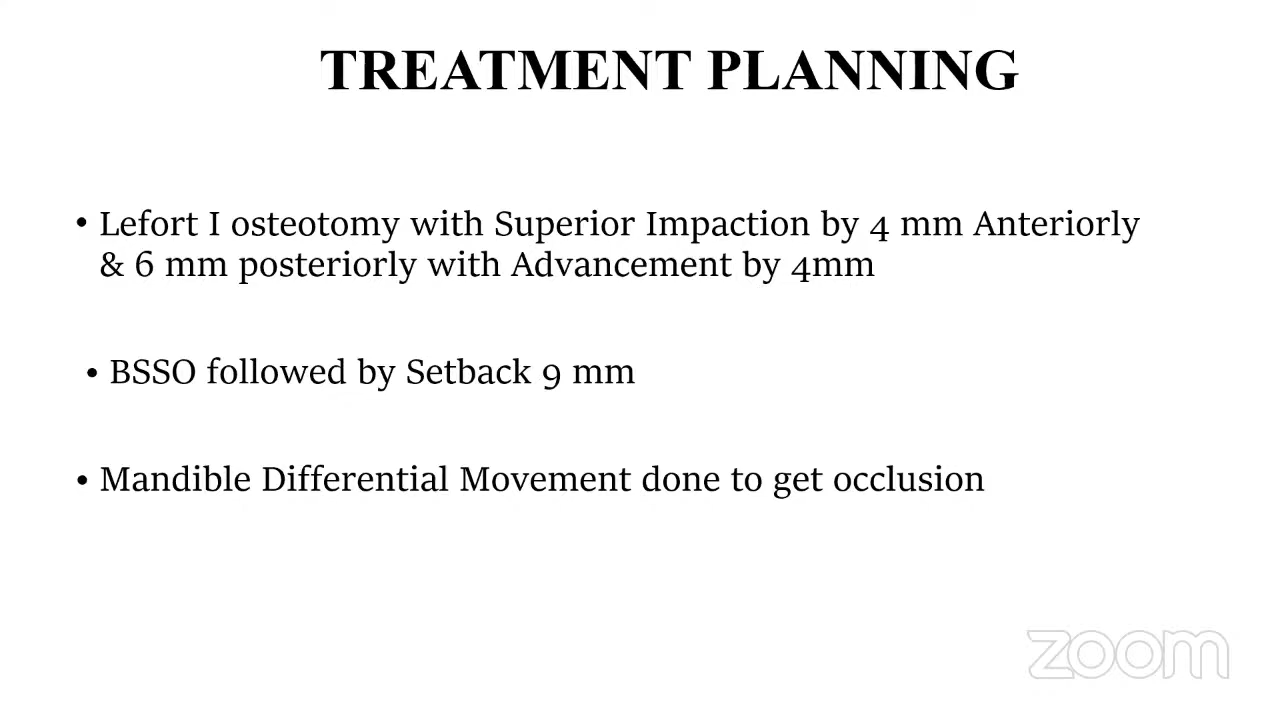 TREATMENT PLANNING
• Lefort I osteotomy with Superior Impaction by 4 mm Anteriorly
& 6 mm posteriorly with Advancement by 4mm
• BSSO followed by Setback 9 mm
• Mandible Differential Movement done to get occlusion
zoom